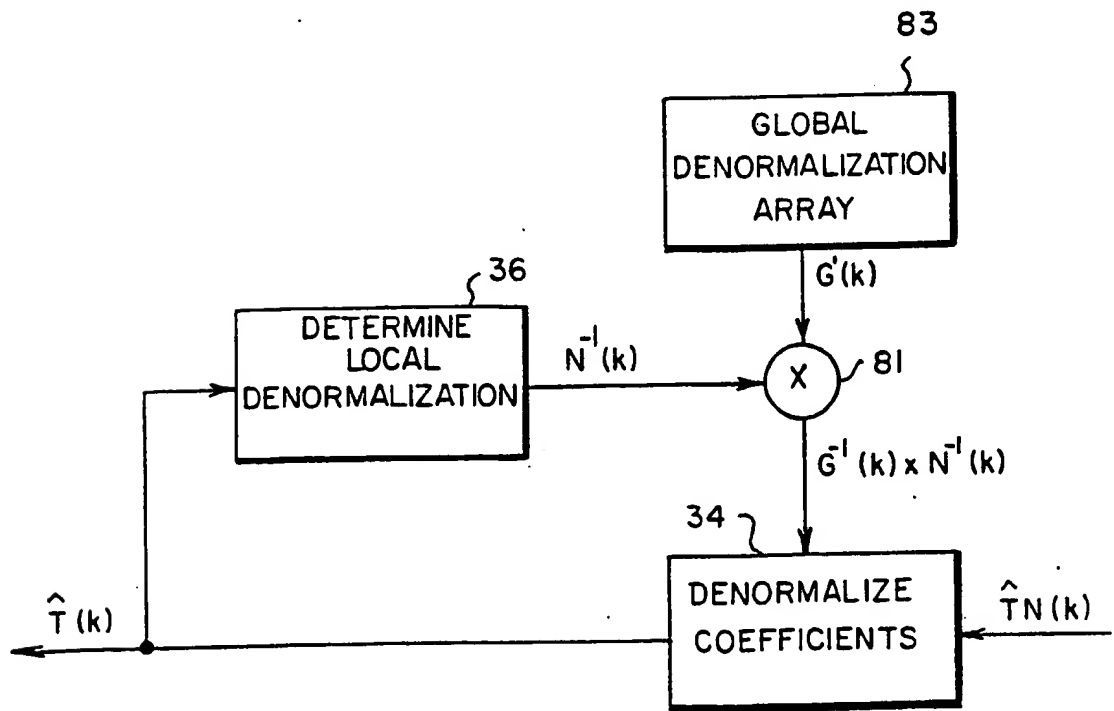 83
GLOBAL
DENORMALIZATION
ARRAY
G'(k)
36
DETERMINE
LOCAL
DENORMALIZATION
N⁻¹(k)
X
81
G⁻¹(k) x N⁻¹(k)
34
DENORMALIZE
COEFFICIENTS
T̂(k)
T̂N(k)